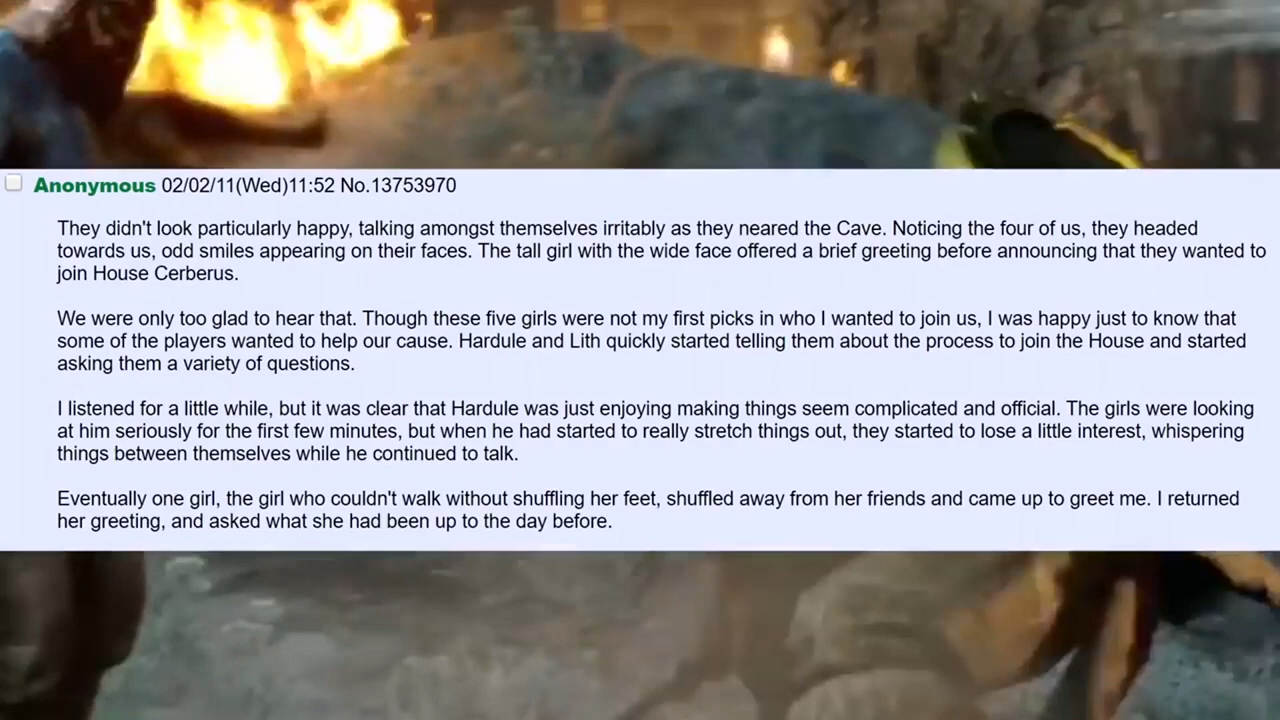 Anonymous 02/02/11(Wed)11:52 No.13753970
They didn't look particularly happy, talking amongst themselves irritably as they neared the Cave. Noticing the four of us, they headed
towards us, odd smiles appearing on their faces. The tall girl with the wide face offered a brief greeting before announcing that they wanted to
join House Cerberus.
We were only too glad to hear that. Though these five girls were not my first picks in who I wanted to join us, I was happy just to know that
some of the players wanted to help our cause. Hardule and Lith quickly started telling them about the process to join the House and started
asking them a variety of questions.
I listened for a little while, but it was clear that Hardule was just enjoying making things seem complicated and official. The girls were looking
at him seriously for the first few minutes, but when he had started to really stretch things out, they started to lose a little interest, whispering
things between themselves while he continued to talk.
Eventually one girl, the girl who couldn't walk without shuffling her feet, shuffled away from her friends and came up to greet me. I returned
her greeting, and asked what she had been up to the day before.